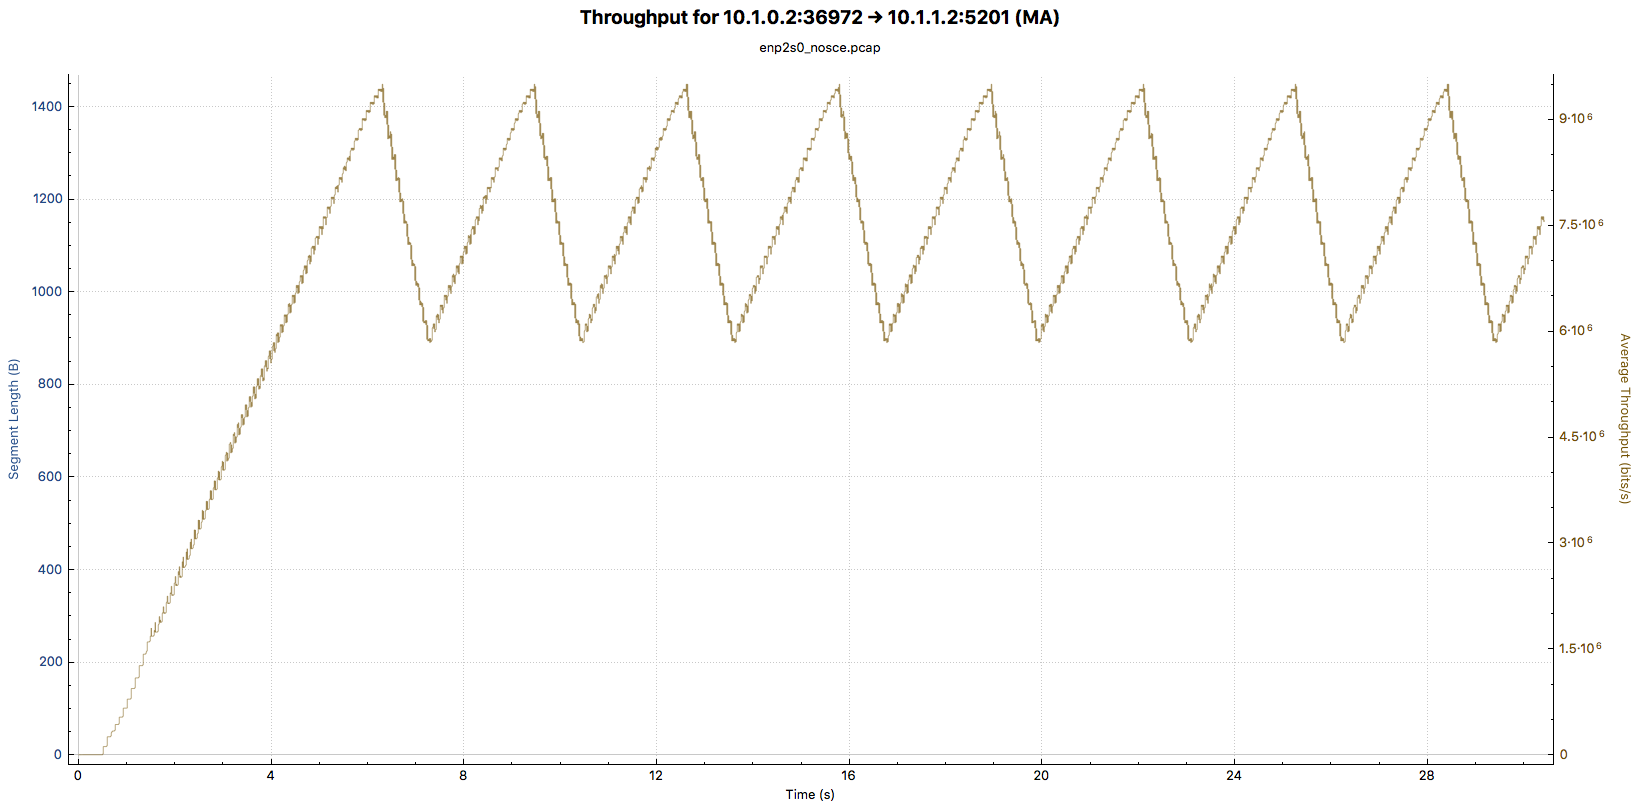 Throughput for 10.1.0.2:36972 → 10.1.1.2:5201 (MA)
enp2s0_nosce.pcap
Segment Length (B)
1400
1200
1000
800
600
400
200
0
9·10⁶
7.5·10⁶
6·10⁶
4.5·10⁶
3·10⁶
1.5·10⁶
0
Average Throughput (bits/s)
0 4 8 12 16 20 24 28
Time (s)